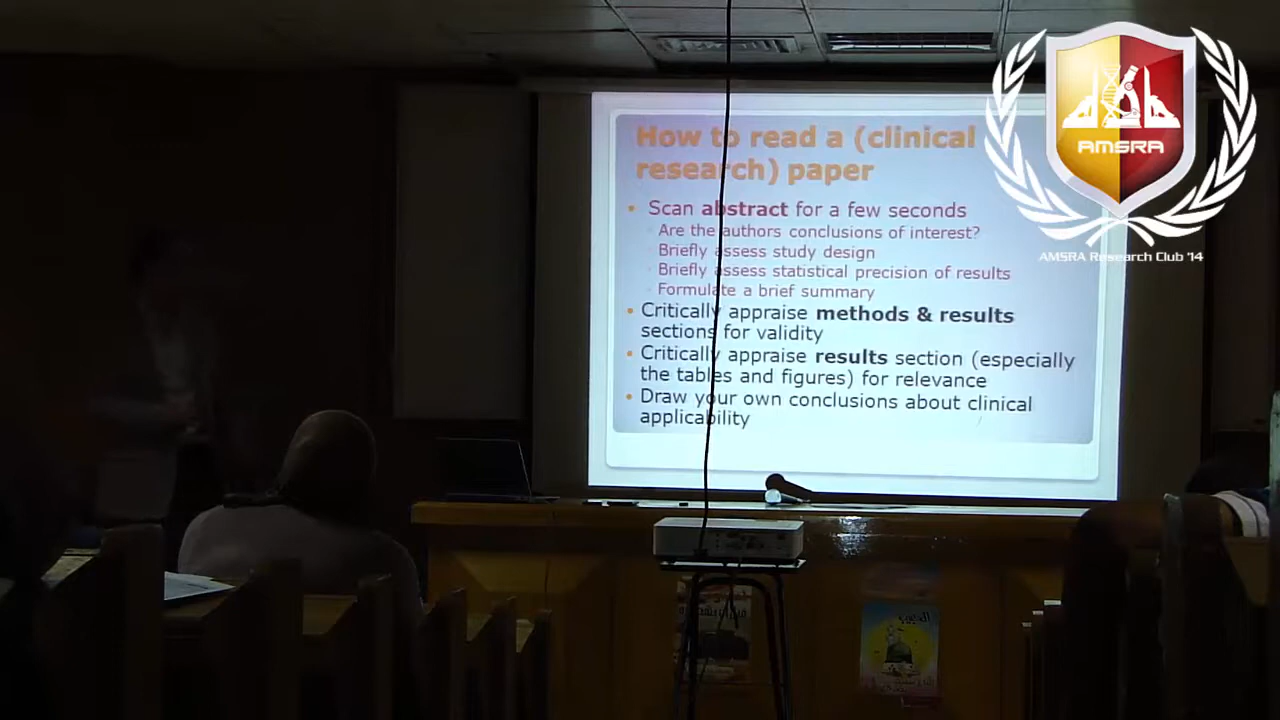 How to read a (clinical
research) paper
Scan abstract for a few seconds
Are the authors conclusions of interest?
Briefly assess study design
Briefly assess statistical precision of results
Formulate a brief summary
Critically appraise methods & results
sections for validity
Critically appraise results section (especially
the tables and figures) for relevance
Draw your own conclusions about clinical
applicability
AMSRA
AMSRA Research Club '14